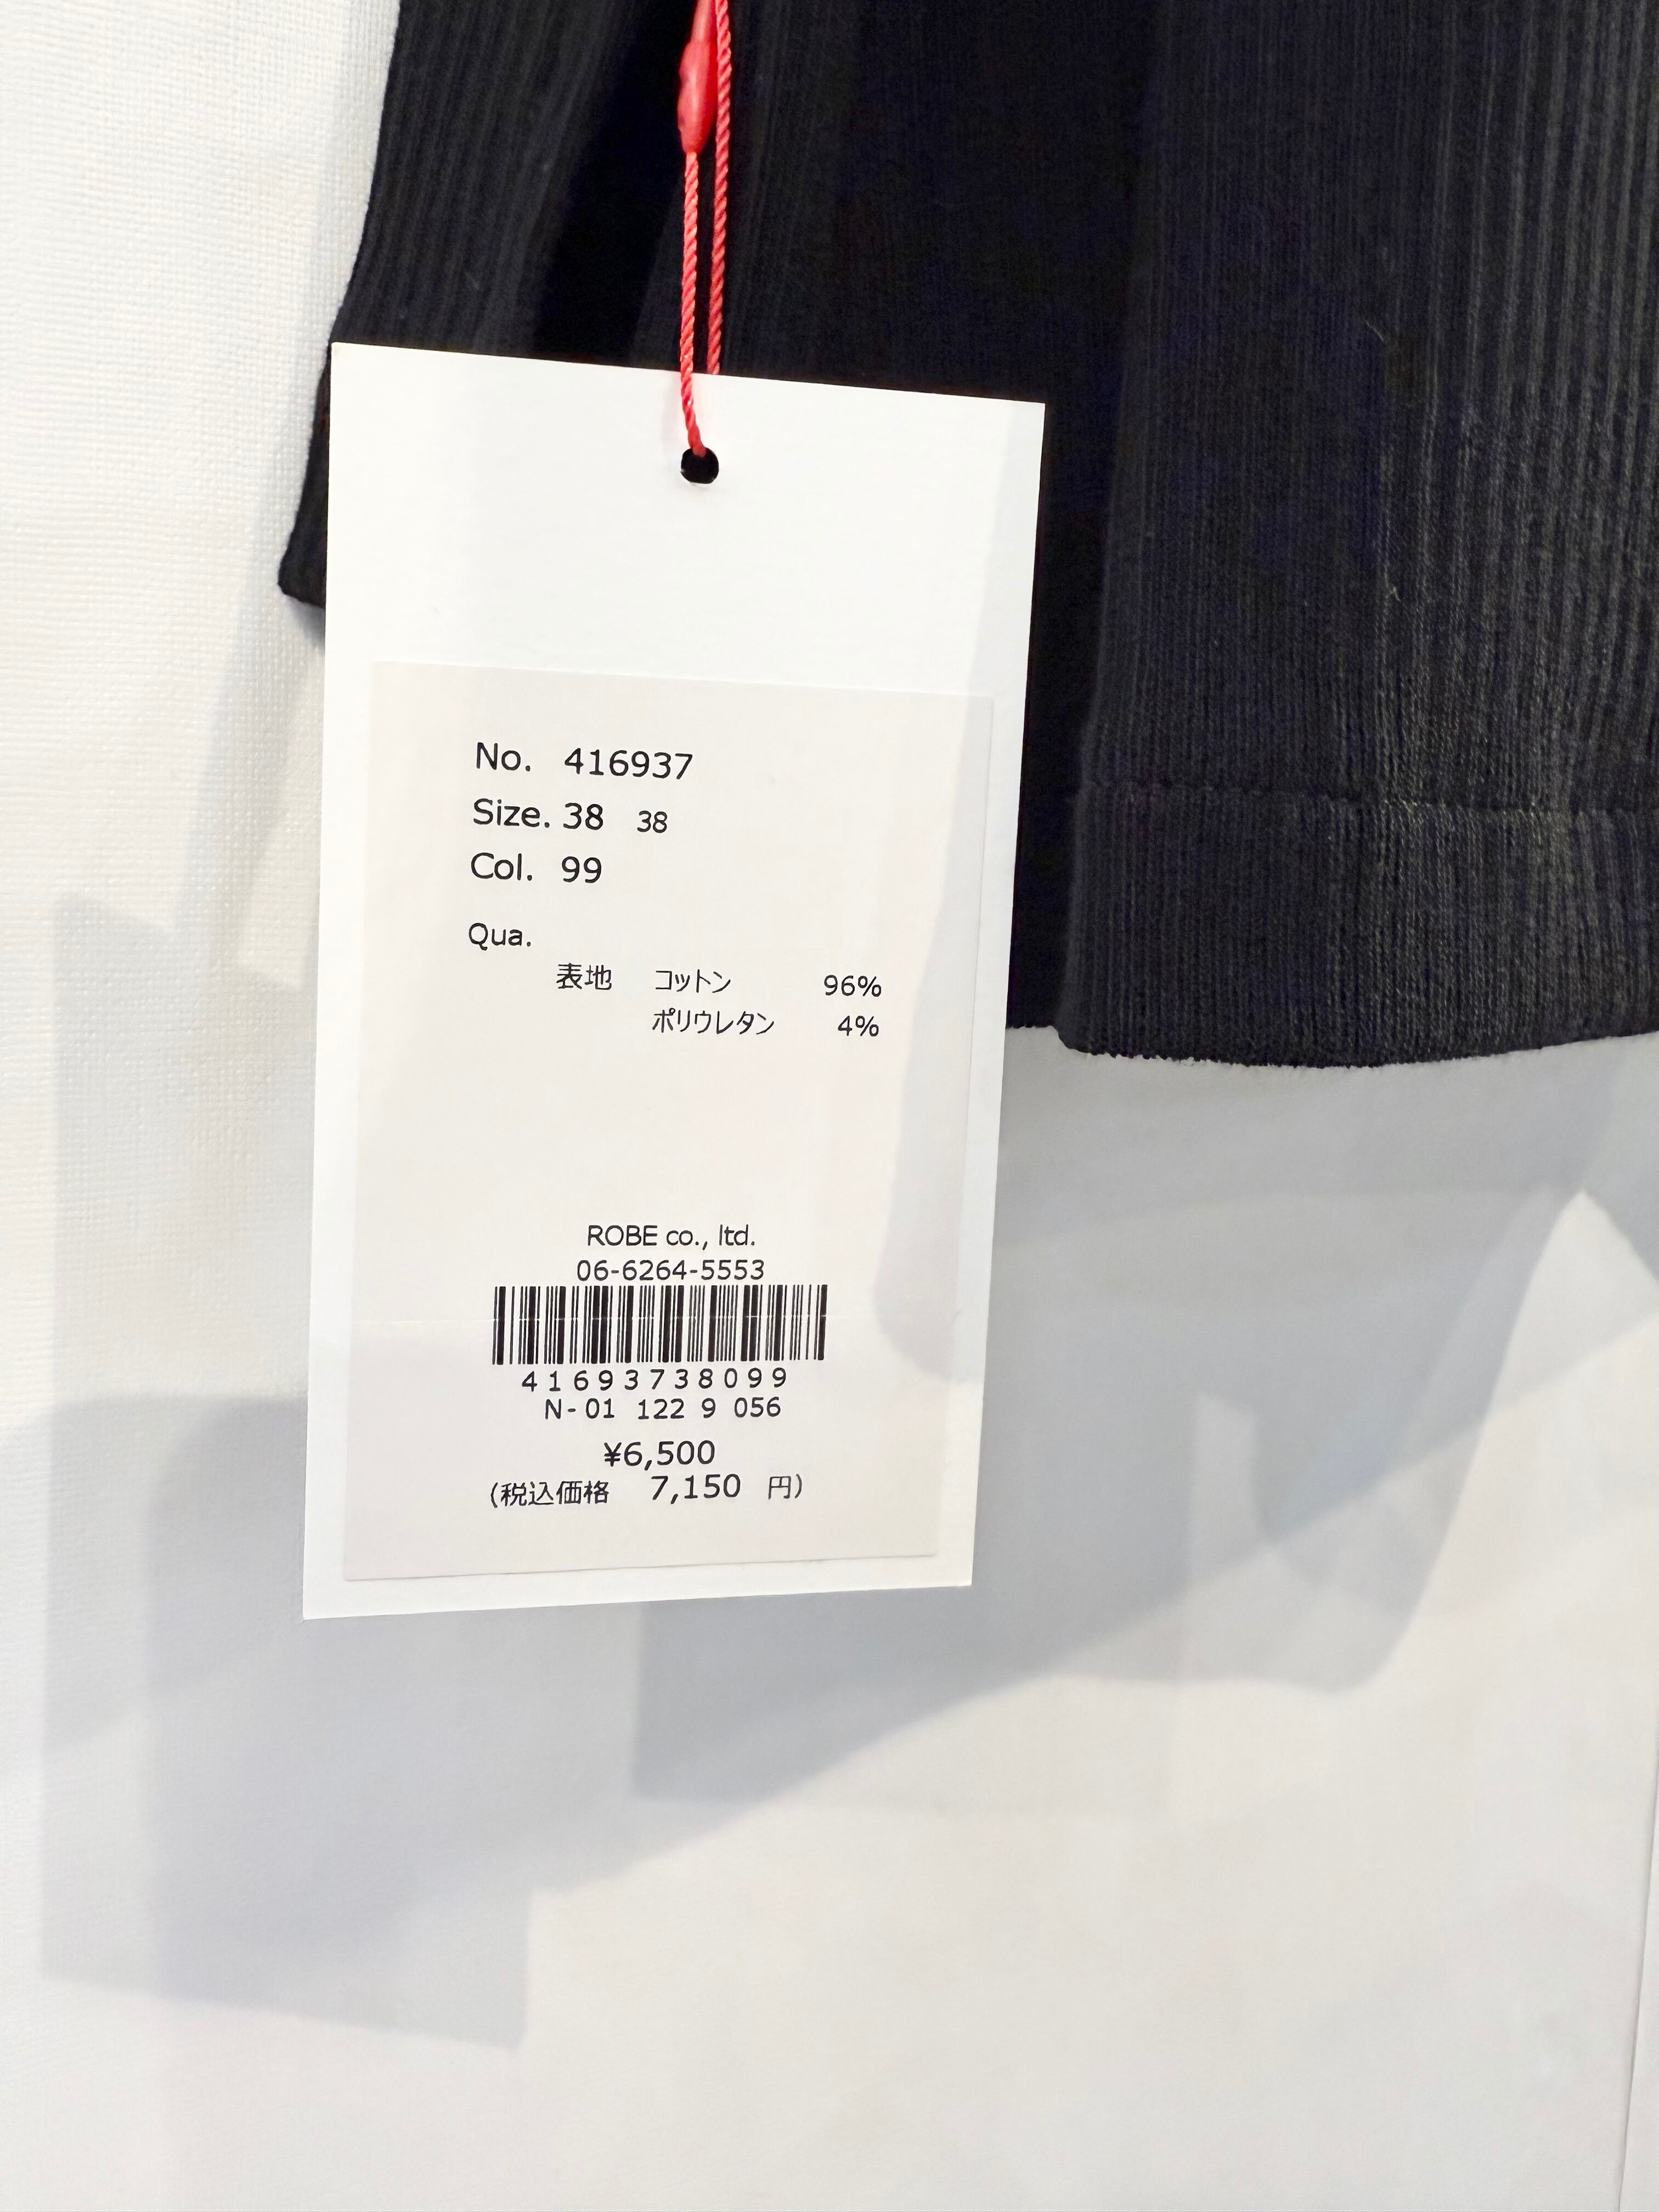 No. 416937
Size. 38 38
Col. 99
Qua.
表地 コットン 96%
ポリウレタン 4%
ROBE co., ltd.
06-6264-5553
41693738099
N-01 122 9 056
¥6,500
(税込価格 7,150 円)